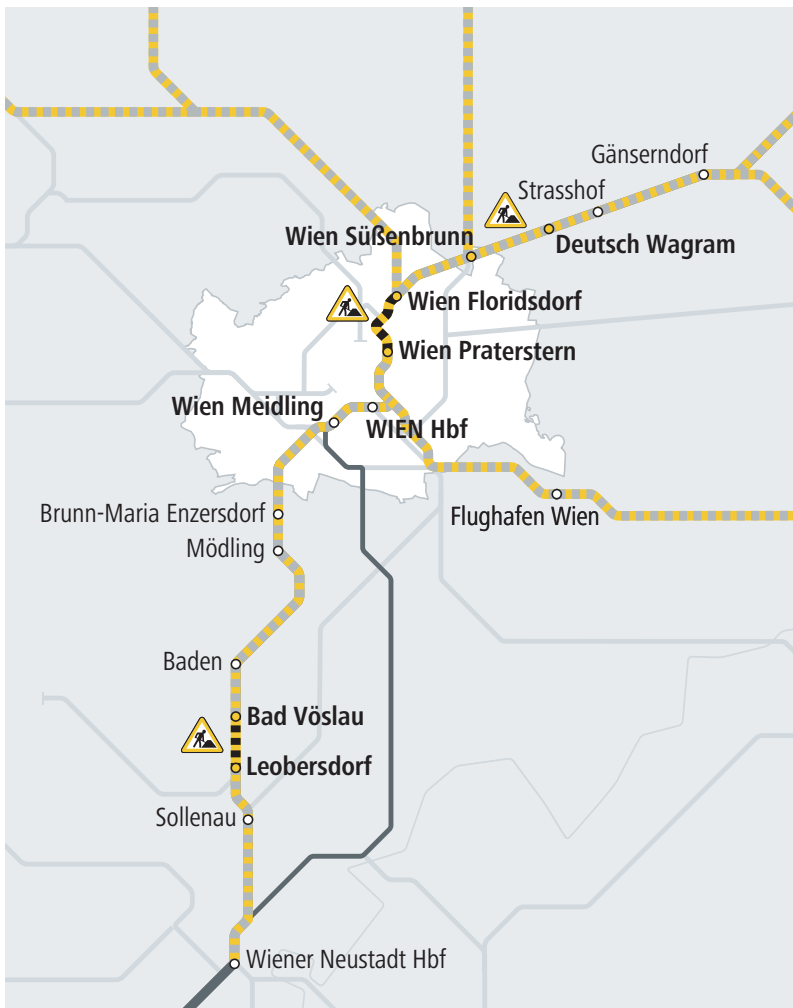 Gänserndorf
Strasshof
Wien Süßenbrunn
Deutsch Wagram
Wien Floridsdorf
Wien Praterstern
Wien Meidling
WIEN Hbf
Flughafen Wien
Brunn-Maria Enzersdorf
Mödling
Baden
Bad Vöslau
Leobersdorf
Sollenau
Wiener Neustadt Hbf